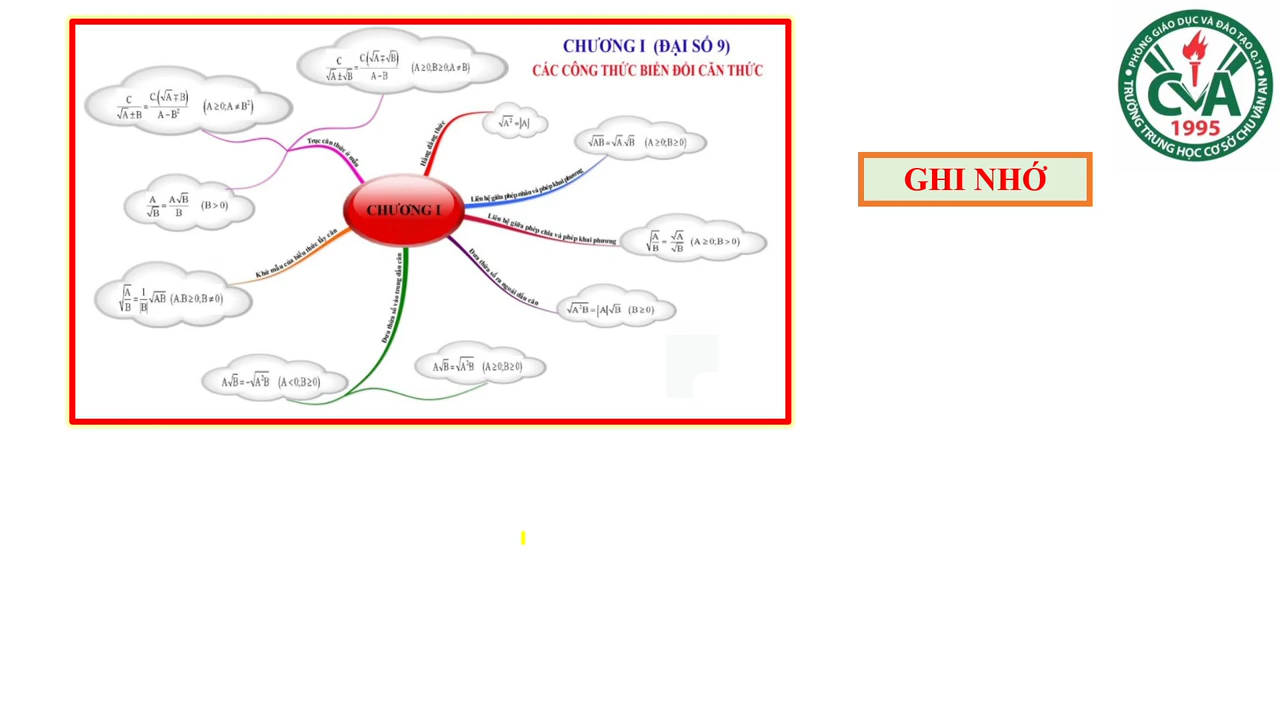 CHƯƠNG I (ĐẠI SỐ 9)
CÁC CÔNG THỨC BIẾN ĐỔI CĂN THỨC
C/(√A±√B) = C.(√A∓√B)/(A−B) (A≥0;B≥0,A≠B)
C/(√A±B) = C.(√A∓B)/(A−B²) (A≥0;A≠B²)
A/√B = A√B/B (B>0)
Trục căn thức ở mẫu
Hằng đẳng thức
√A² = |A|
√AB = √A.√B (A≥0;B≥0)
Liên hệ giữa phép nhân và phép khai phương
CHƯƠNG I
Liên hệ giữa phép chia và phép khai phương
√(A/B) = √A/√B (A≥0;B>0)
Khử mẫu của biểu thức lấy căn
√(A/B) = 1/|B| √AB (A.B≥0,B≠0)
Đưa thừa số ra ngoài dấu căn
√A²B = |A|√B (B≥0)
Đưa thừa số vào trong dấu căn
A√B = −√A²B (A<0;B≥0)
A√B = √A²B (A≥0;B≥0)
GHI NHỚ
PHÒNG GIÁO DỤC VÀ ĐÀO TẠO Q.11
CVA
1995
TRƯỜNG TRUNG HỌC CƠ SỞ CHU VĂN AN